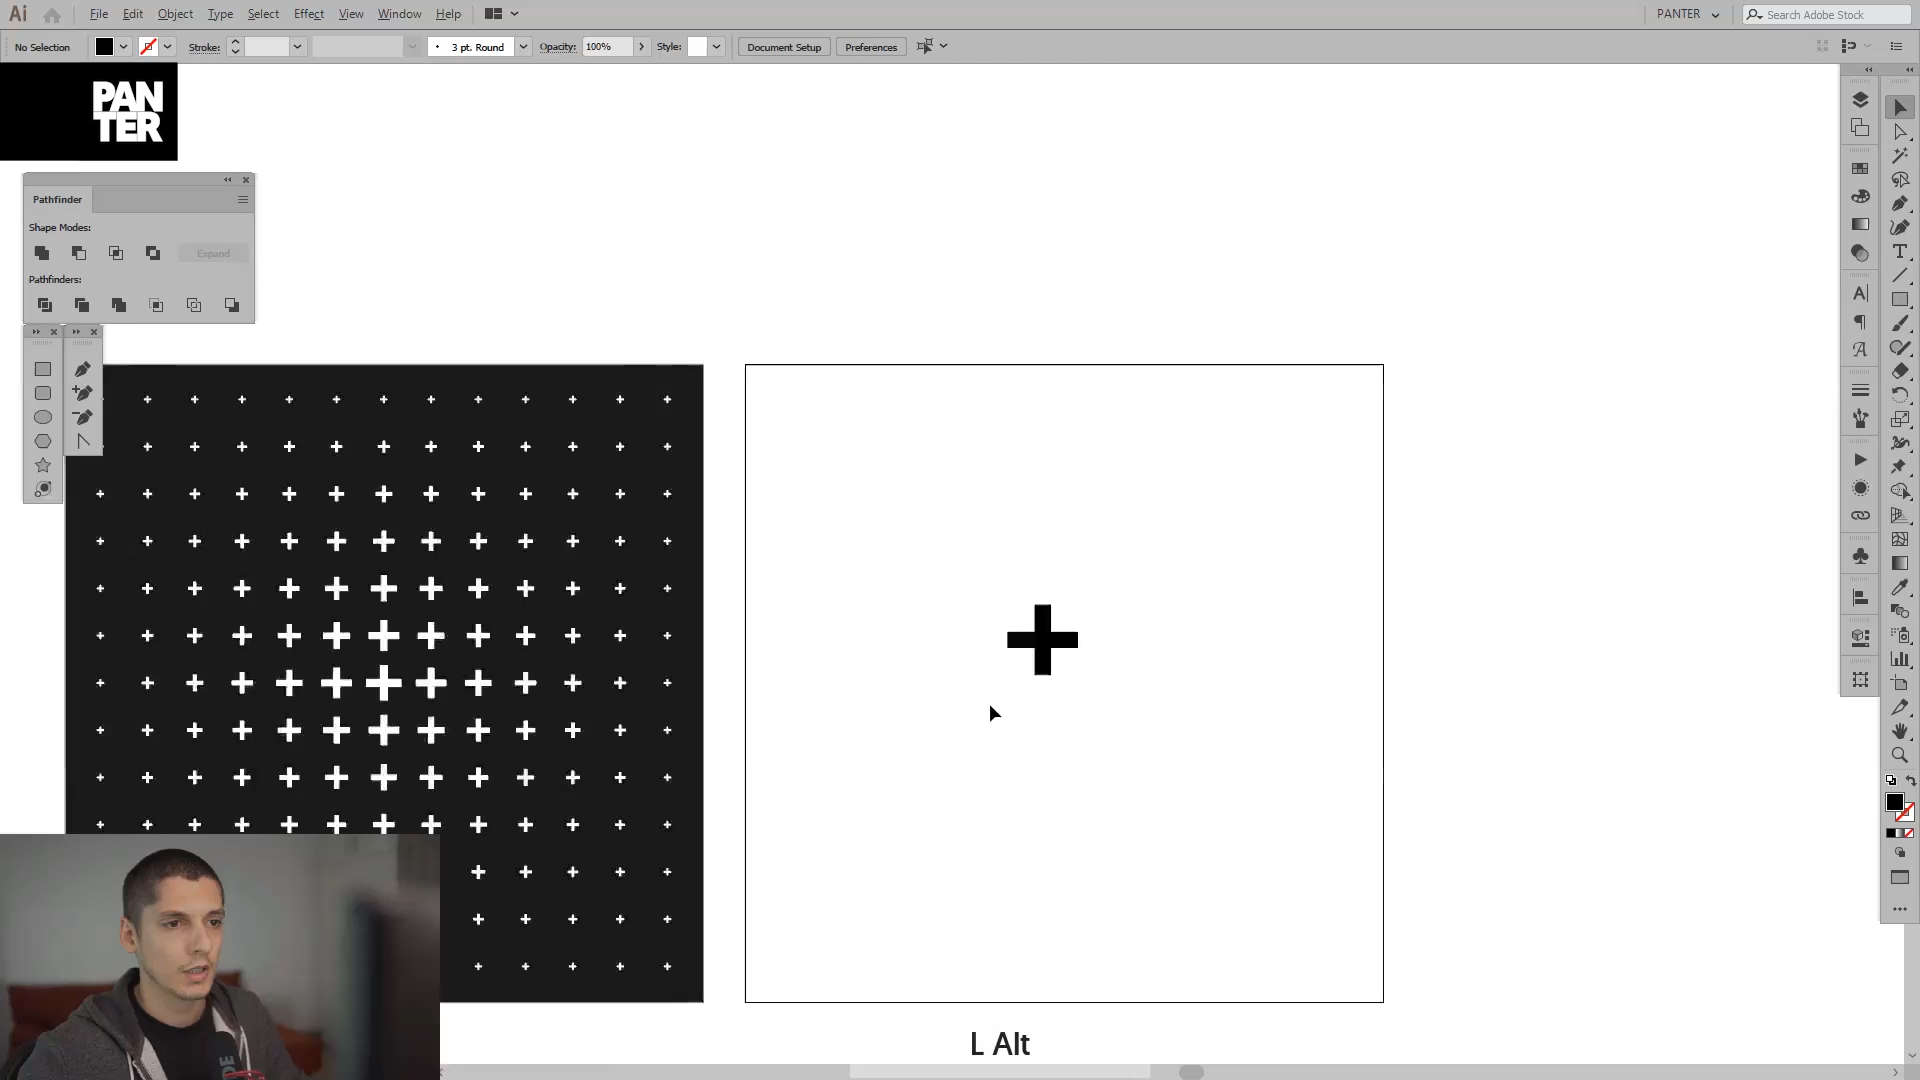 Ai File Edit Object Type Select Effect View Window Help PANTER Search Adobe Stock
No Selection Stroke: 3 pt. Round Opacity: 100% Style: Document Setup Preferences
PAN
TER
Pathfinder
Shape Modes:
Expand
Pathfinders:
L Alt